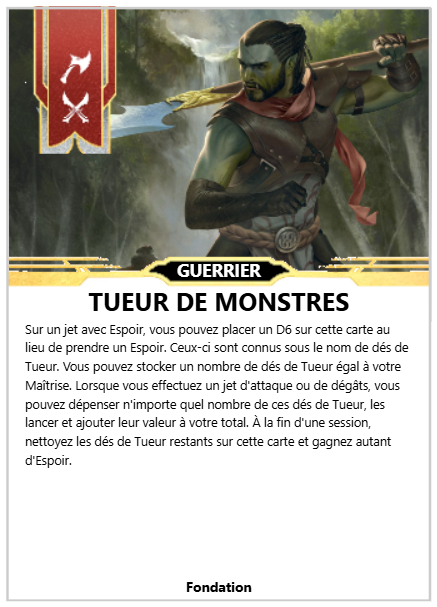 GUERRIER
TUEUR DE MONSTRES
Sur un jet avec Espoir, vous pouvez placer un D6 sur cette carte au
lieu de prendre un Espoir. Ceux-ci sont connus sous le nom de dés de
Tueur. Vous pouvez stocker un nombre de dés de Tueur égal à votre
Maîtrise. Lorsque vous effectuez un jet d'attaque ou de dégâts, vous
pouvez dépenser n'importe quel nombre de ces dés de Tueur, les
lancer et ajouter leur valeur à votre total. À la fin d'une session,
nettoyez les dés de Tueur restants sur cette carte et gagnez autant
d'Espoir.
Fondation